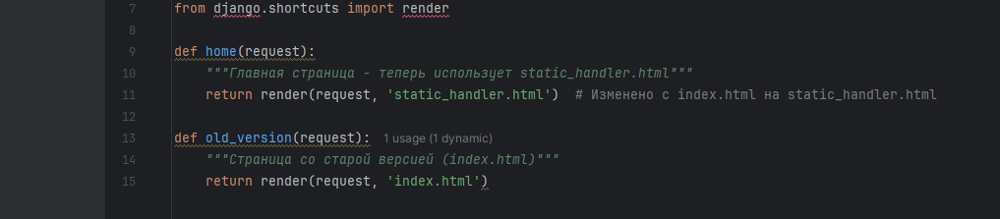 7 from django.shortcuts import render
8
9 def home(request):
10 """Главная страница - теперь использует static_handler.html"""
11 return render(request, 'static_handler.html')  # Изменено с index.html на static_handler.html
12
13 def old_version(request): 1 usage (1 dynamic)
14 """Страница со старой версией (index.html)"""
15 return render(request, 'index.html')